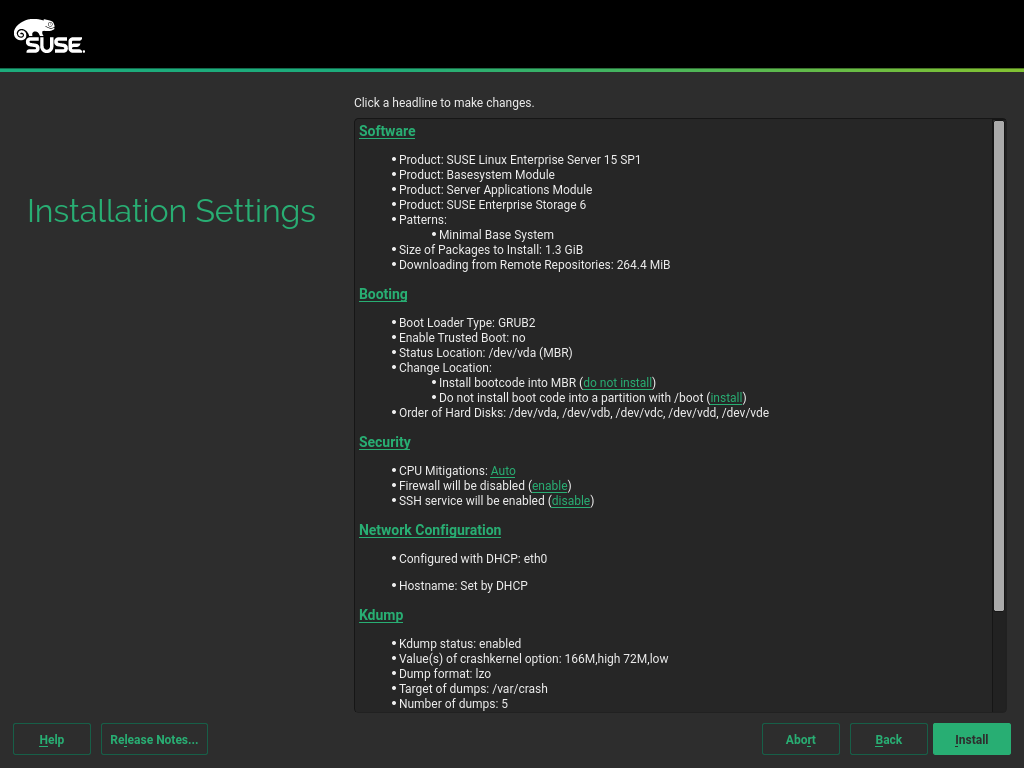 SUSE.
Click a headline to make changes.
Installation Settings
Software
• Product: SUSE Linux Enterprise Server 15 SP1
• Product: Basesystem Module
• Product: Server Applications Module
• Product: SUSE Enterprise Storage 6
• Patterns:
• Minimal Base System
• Size of Packages to Install: 1.3 GiB
• Downloading from Remote Repositories: 264.4 MiB
Booting
• Boot Loader Type: GRUB2
• Enable Trusted Boot: no
• Status Location: /dev/vda (MBR)
• Change Location:
• Install bootcode into MBR (do not install)
• Do not install boot code into a partition with /boot (install)
• Order of Hard Disks: /dev/vda, /dev/vdb, /dev/vdc, /dev/vdd, /dev/vde
Security
• CPU Mitigations: Auto
• Firewall will be disabled (enable)
• SSH service will be enabled (disable)
Network Configuration
• Configured with DHCP: eth0
• Hostname: Set by DHCP
Kdump
• Kdump status: enabled
• Value(s) of crashkernel option: 166M,high 72M,low
• Dump format: lzo
• Target of dumps: /var/crash
• Number of dumps: 5
Help Release Notes... Abort Back Install